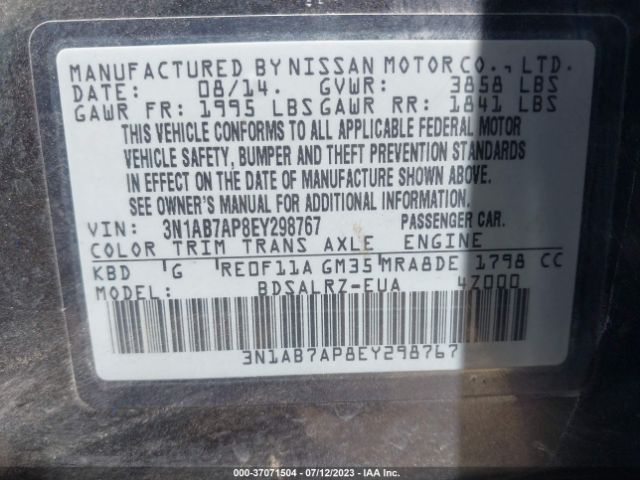 MANUFACTURED BY NISSAN MOTOR CO., LTD.
DATE: 08/14. GVWR: 3858 LBS
GAWR FR: 1995 LBS GAWR RR: 1841 LBS
THIS VEHICLE CONFORMS TO ALL APPLICABLE FEDERAL MOTOR
VEHICLE SAFETY, BUMPER AND THEFT PREVENTION STANDARDS
IN EFFECT ON THE DATE OF MANUFACTURE SHOWN ABOVE.
SEE OWNER'S MANUAL FOR ADDITIONAL INFORMATION.
VIN: 3N1AB7AP8EY298767 PASSENGER CAR.
COLOR TRIM TRANS AXLE ENGINE
KBD G RE0F11A GM35 MRA8DE 1798 CC
MODEL: BDSALRZ-EUA 4Z000
3N1AB7AP8EY298767
000-37071504 - 07/12/2023 - IAA Inc.